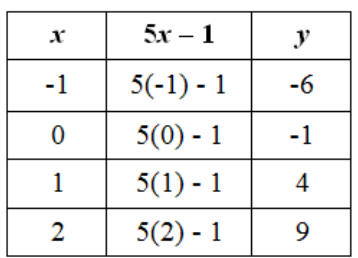 x 5x – 1 y
-1 5(-1) - 1 -6
0 5(0) - 1 -1
1 5(1) - 1 4
2 5(2) - 1 9